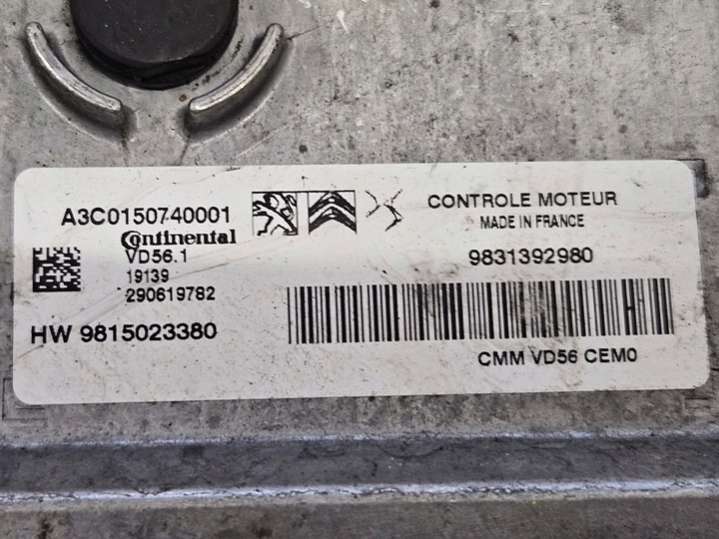 A3C0150740001
Continental
VD56.1
19139
290619782
HW 9815023380
CONTROLE MOTEUR
MADE IN FRANCE
9831392980
CMM VD56 CEM0